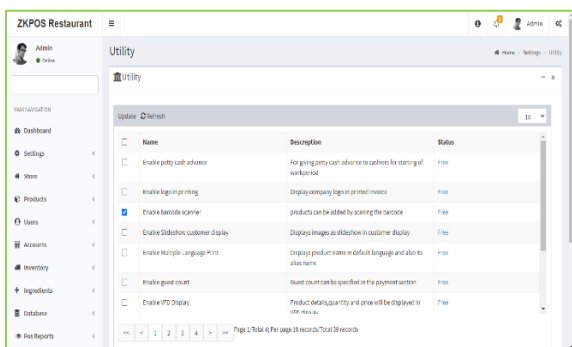 ZKPOS Restaurant
Admin
Admin
Online
Utility
Home > Settings > Utility
Utility
MAIN NAVIGATION
Dashboard
Settings
Store
Products
Users
Accounts
Inventory
Ingredients
Database
Pos Reports
Update Refresh
10
Name Descreption Status
Enable petty cash advance For giving petty cash advance to cashiers for starting of Free
workperiod
Enable logo in printing Display company logo in printed invoice Free
Enable barcode scanner products can be added by scaning the barcode Free
Enable Slideshow customer display Displays images as slideshow in customer display Free
Enable Multiple Language Print Displays product name in default language and also its Free
alias name
Enable guest count Guest count can be specified in the payment section Free
Enable VFD Display Product details,quantity and price will be displayed in Free
VFD display
<< < 1 2 3 4 > >> Page 1/Total 4; Per page 10 records/Total 39 records